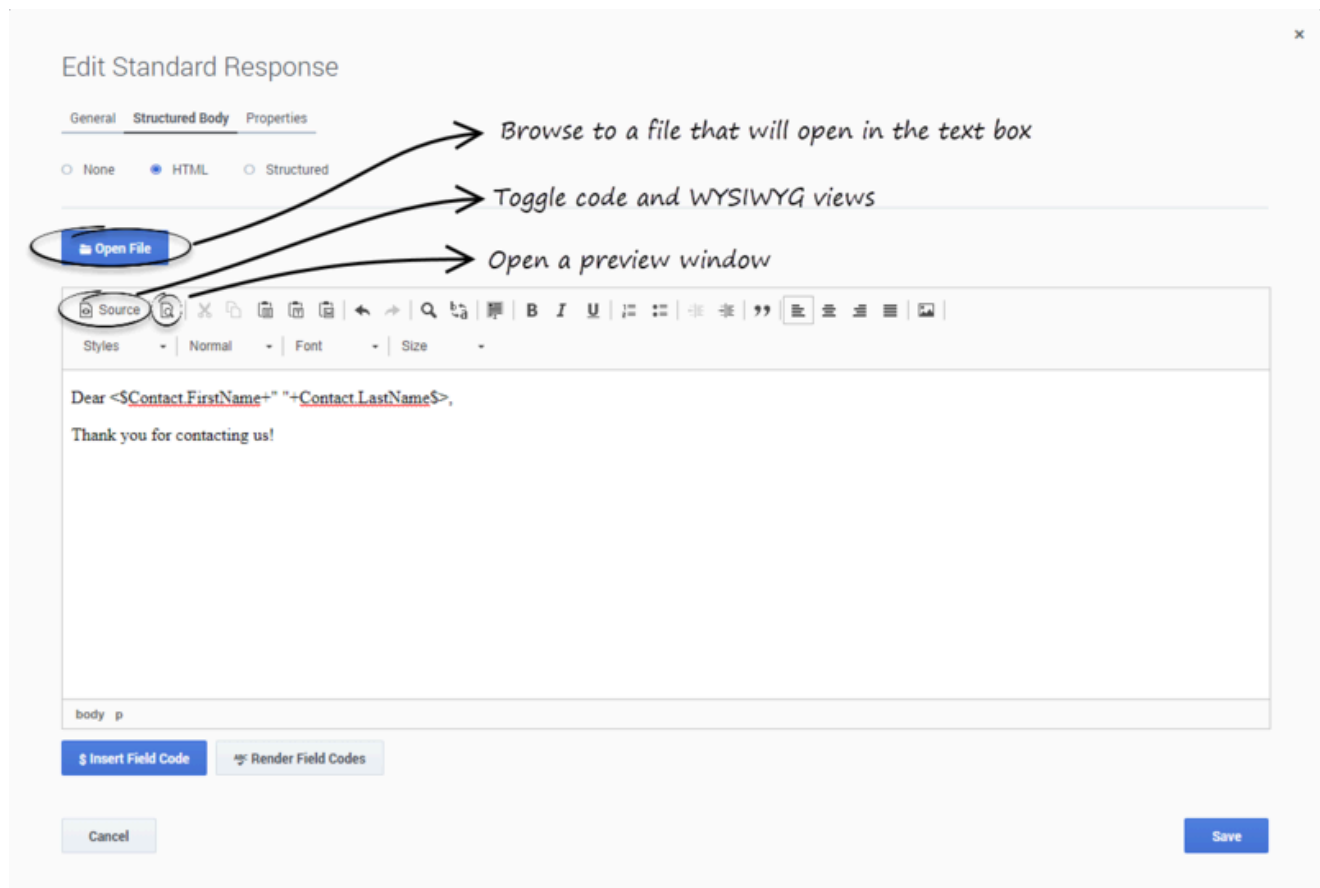 ×
Edit Standard Response
General Structured Body Properties
Browse to a file that will open in the text box
None HTML Structured
Toggle code and WYSIWYG views
Open File
Open a preview window
Source B I U
Styles Normal Font Size
Dear <$Contact.FirstName+" "+Contact.LastName$>,
Thank you for contacting us!
body p
$ Insert Field Code ABC Render Field Codes
Cancel Save